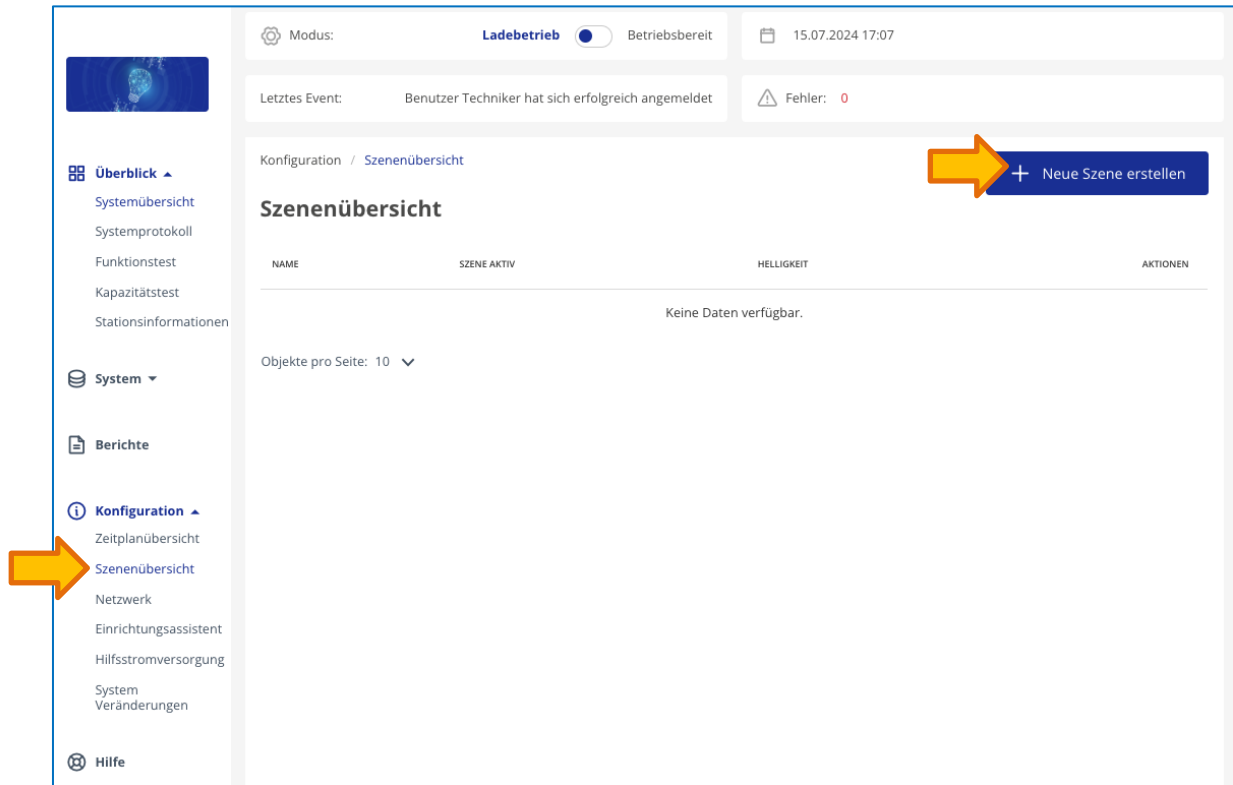 Modus: Ladebetrieb Betriebsbereit
15.07.2024 17:07
Letztes Event: Benutzer Techniker hat sich erfolgreich angemeldet
Fehler: 0
Überblick
Systemübersicht
Systemprotokoll
Funktionstest
Kapazitätstest
Stationsinformationen
System
Berichte
Konfiguration
Zeitplanübersicht
Szenenübersicht
Netzwerk
Einrichtungsassistent
Hilfsstromversorgung
System
Veränderungen
Hilfe
Konfiguration / Szenenübersicht
+ Neue Szene erstellen
Szenenübersicht
NAME SZENE AKTIV HELLIGKEIT AKTIONEN
Keine Daten verfügbar.
Objekte pro Seite: 10